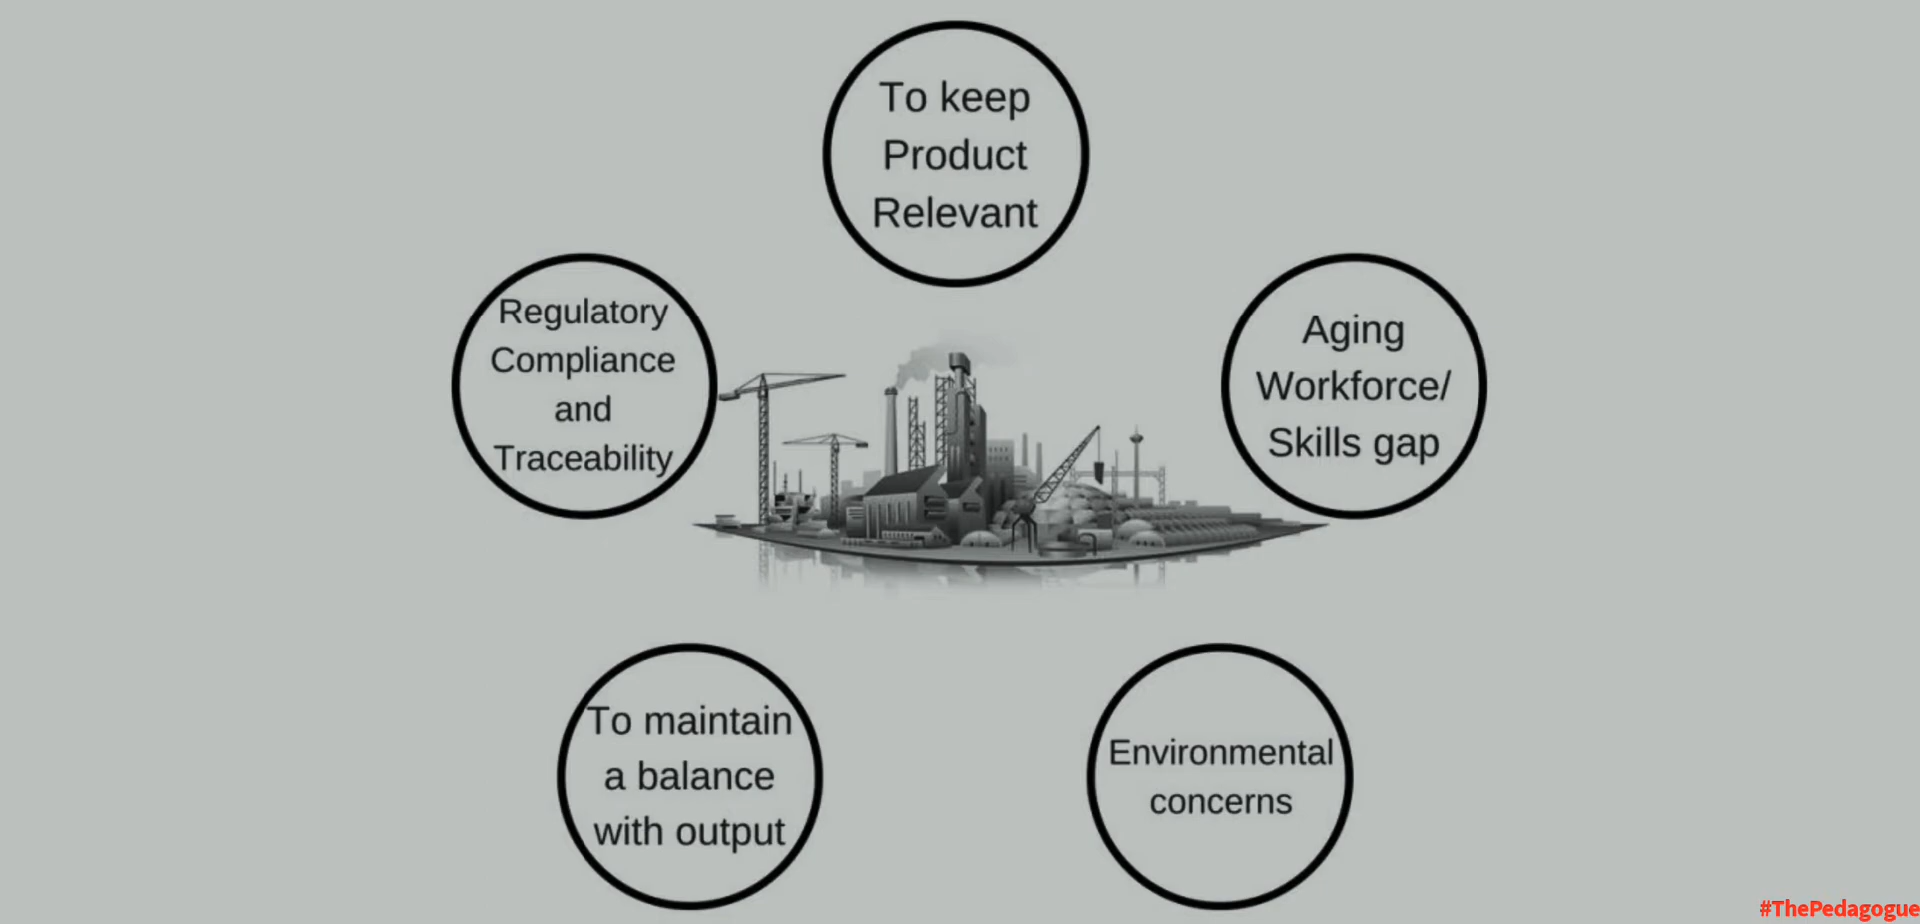 To keep
Product
Relevant
Regulatory
Compliance
and
Traceability
Aging
Workforce/
Skills gap
To maintain
a balance
with output
Environmental
concerns
#ThePedagogue